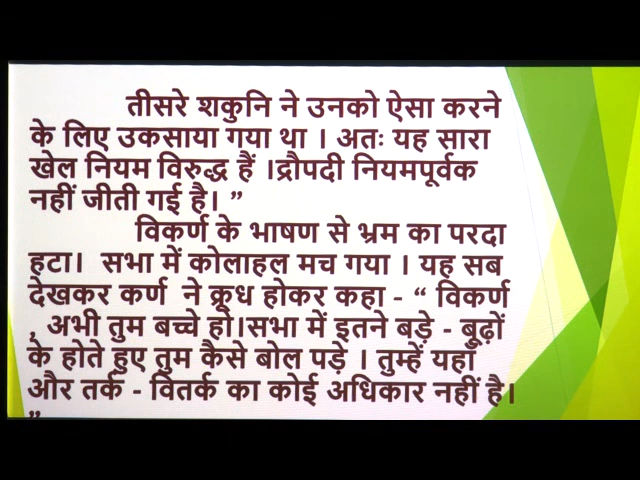 तीसरे शकुनि ने उनको ऐसा करने
के लिए उकसाया गया था । अतः यह सारा
खेल नियम विरुद्ध हैं ।द्रौपदी नियमपूर्वक
नहीं जीती गई है। ”
विकर्ण के भाषण से भ्रम का परदा
हटा। सभा में कोलाहल मच गया । यह सब
देखकर कर्ण ने क्रूध होकर कहा - “ विकर्ण
, अभी तुम बच्चे हो।सभा में इतने बड़े - बूढ़ों
के होते हुए तुम कैसे बोल पड़े । तुम्हें यहाँ
और तर्क - वितर्क का कोई अधिकार नहीं है।
”